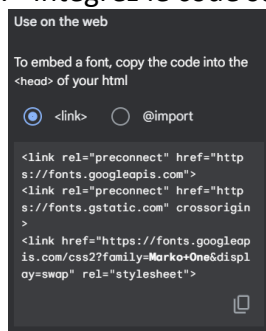 Use on the web
To embed a font, copy the code into the
<head> of your html
<link>
@import
<link rel="preconnect" href="http
s://fonts.googleapis.com">
<link rel="preconnect" href="http
s://fonts.gstatic.com" crossorigin
>
<link href="https://fonts.googleap
is.com/css2?family=Marko+One&displ
ay=swap" rel="stylesheet">